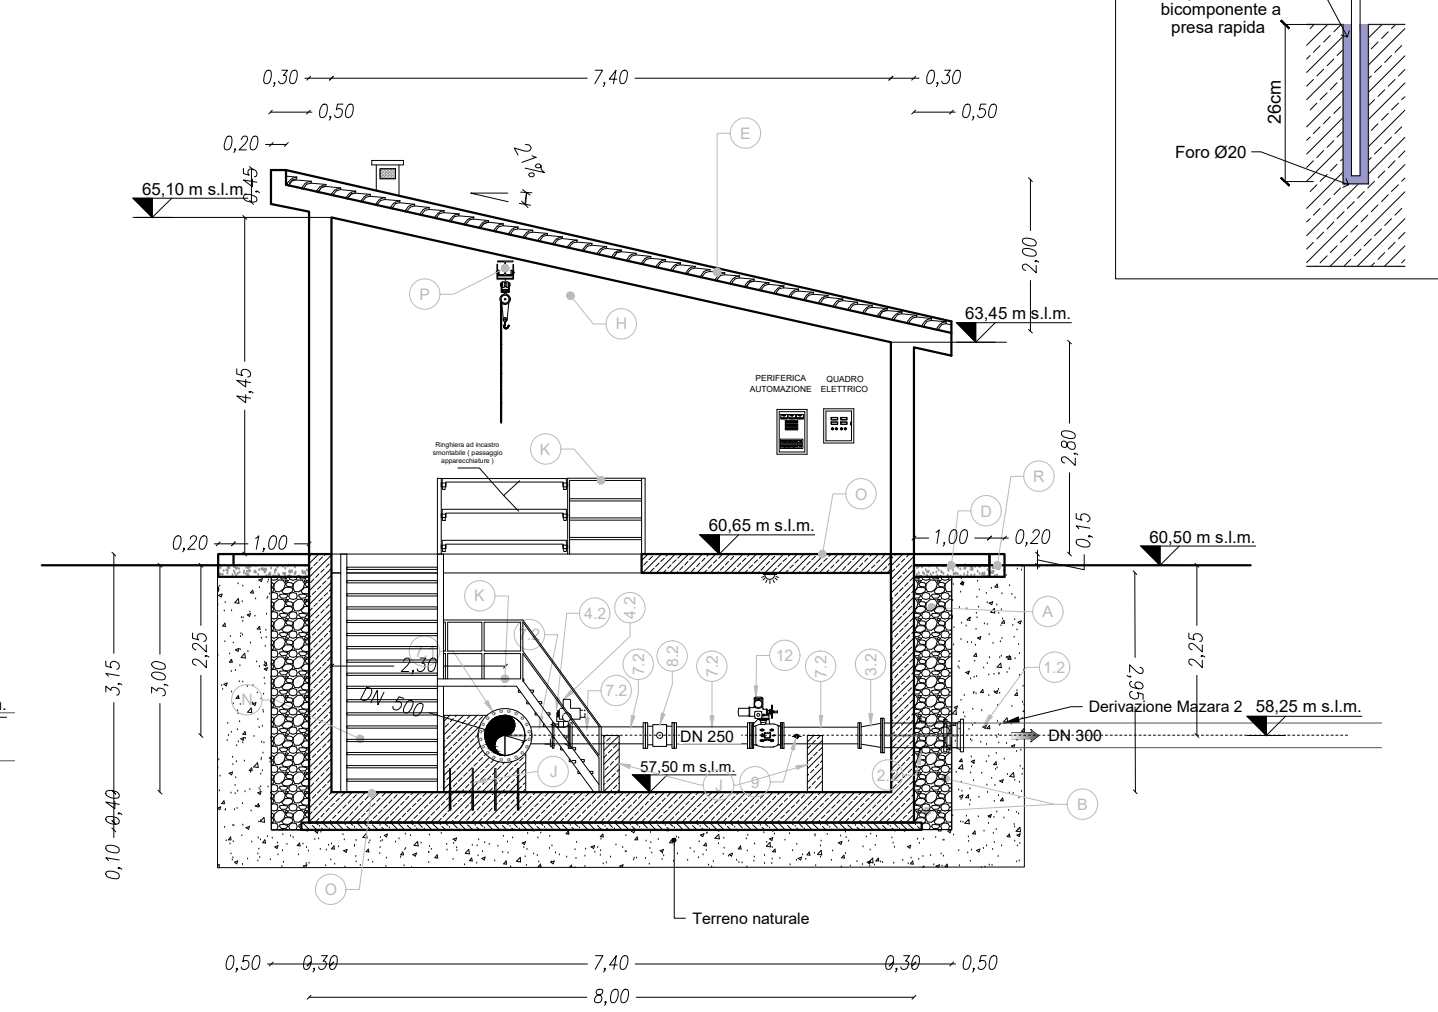 bicomponente a
presa rapida
26cm
Foro Ø20
0,30
7,40
0,30
0,50
0,50
0,20
0,45
65,10 m s.l.m.
21%
E
P
H
2,00
63,45 m s.l.m.
4,45
PERIFERICA
AUTOMAZIONE
QUADRO
ELETTRICO
Ringhiera ad incastro
smontabile ( passaggio
apparecchiature )
K
O
2,80
R
D
60,65 m s.l.m.
0,20
1,00
1,00
0,20
0,15
60,50 m s.l.m.
K
4.2
4.2
A
3,15
3,00
2,25
2,30
7.1
7.2
8.2
7.2
12
7.2
3.2
1.2
2,95
2,25
N
DN 500
7.2
Derivazione Mazara 2
58,25 m s.l.m.
DN 250
DN 300
57,50 m s.l.m.
J
J
9
B
0,40
0,10
O
Terreno naturale
0,50
0,30
7,40
0,30
0,50
8,00